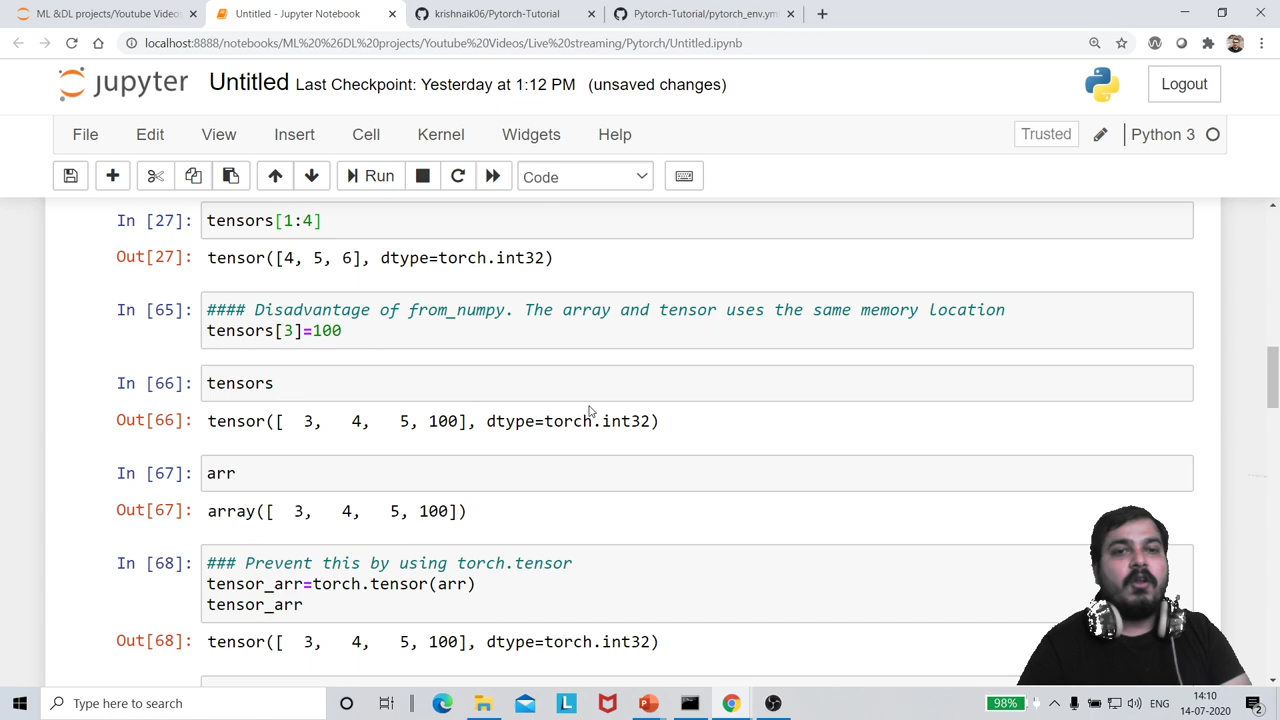 ML &DL projects/Youtube Videos
Untitled - Jupyter Notebook
krishnaik06/Pytorch-Tutorial
Pytorch-Tutorial/pytorch_env.ym
localhost:8888/notebooks/ML%20%26DL%20projects/Youtube%20Videos/Live%20streaming/Pytorch/Untitled.ipynb
jupyter Untitled Last Checkpoint: Yesterday at 1:12 PM (unsaved changes)
Logout
File Edit View Insert Cell Kernel Widgets Help
Trusted
Python 3
Run
Code
In [27]: tensors[1:4]
Out[27]: tensor([4, 5, 6], dtype=torch.int32)
In [65]: #### Disadvantage of from_numpy. The array and tensor uses the same memory location
tensors[3]=100
In [66]: tensors
Out[66]: tensor([  3,   4,   5, 100], dtype=torch.int32)
In [67]: arr
Out[67]: array([  3,   4,   5, 100])
In [68]: ### Prevent this by using torch.tensor
tensor_arr=torch.tensor(arr)
tensor_arr
Out[68]: tensor([  3,   4,   5, 100], dtype=torch.int32)
Type here to search
98%
ENG
14:10
14-07-2020
2